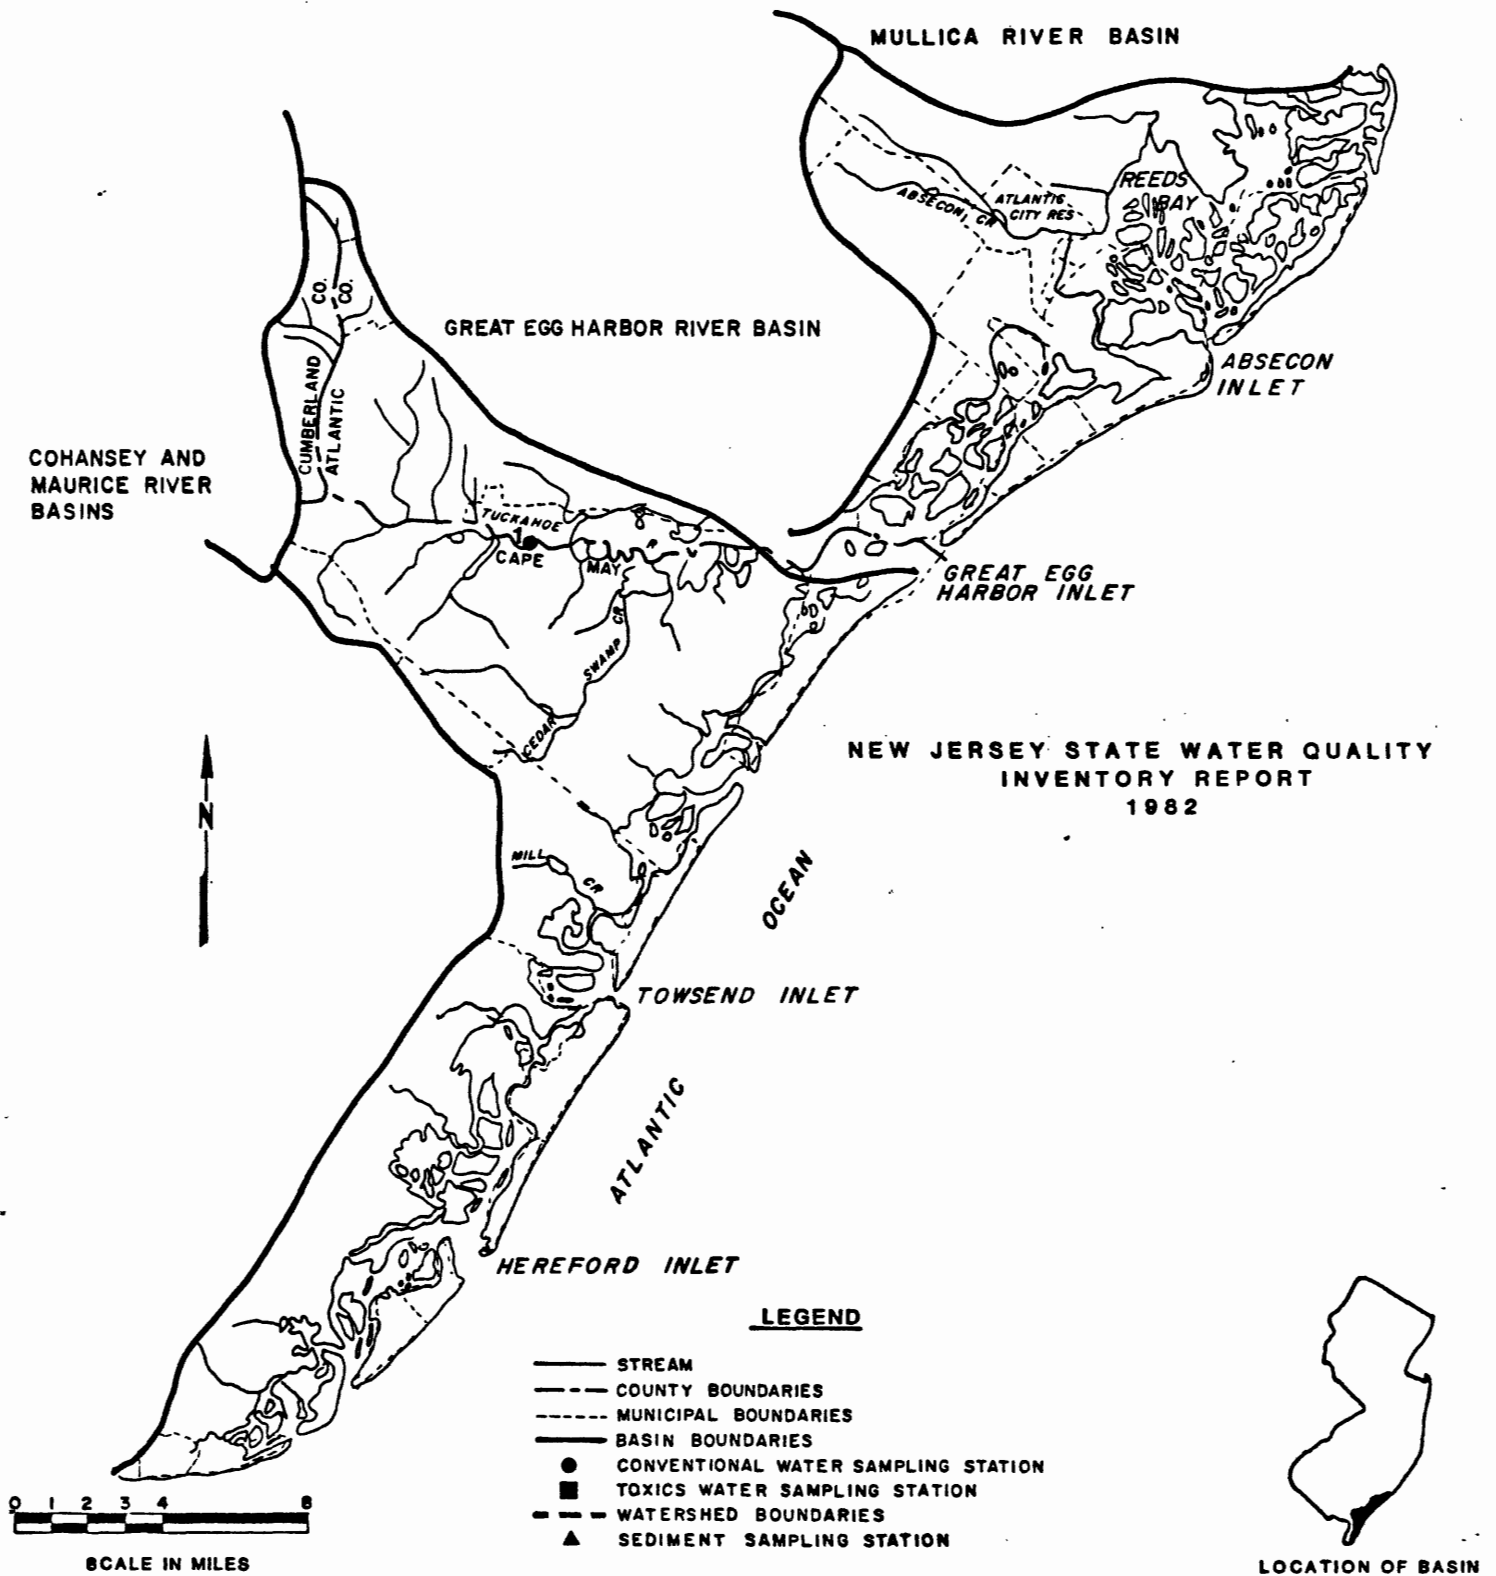 MULLICA RIVER BASIN
REEDS
BAY
ATLANTIC
CITY RES
ABSECON, CR
CO.
CO.
GREAT EGG HARBOR RIVER BASIN
ABSECON
INLET
CUMBERLAND
ATLANTIC
COHANSEY AND
MAURICE RIVER
BASINS
TUCKAHOE
R
1
CAPE
MAY
GREAT EGG
HARBOR INLET
CEDAR SWAMP CR
NEW JERSEY STATE WATER QUALITY
INVENTORY REPORT
1982
N
MILL CR
ATLANTIC OCEAN
TOWSEND INLET
HEREFORD INLET
LEGEND
STREAM
COUNTY BOUNDARIES
MUNICIPAL BOUNDARIES
BASIN BOUNDARIES
CONVENTIONAL WATER SAMPLING STATION
TOXICS WATER SAMPLING STATION
WATERSHED BOUNDARIES
SEDIMENT SAMPLING STATION
0 1 2 3 4 8
SCALE IN MILES
LOCATION OF BASIN